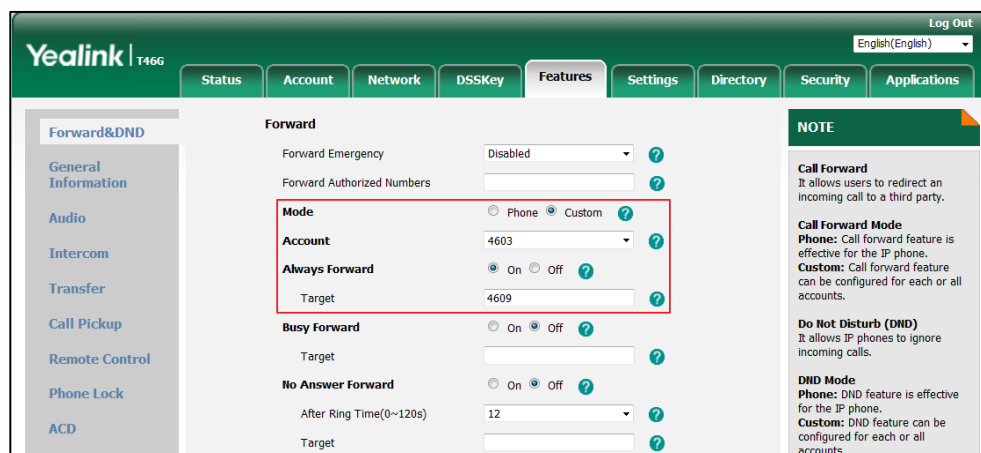 Log Out
English(English)
Yealink | T46G
Status Account Network DSSKey Features Settings Directory Security Applications
Forward&DND
General
Information
Audio
Intercom
Transfer
Call Pickup
Remote Control
Phone Lock
ACD
Forward
Forward Emergency Disabled ?
Forward Authorized Numbers ?
Mode Phone Custom ?
Account 4603 ?
Always Forward On Off ?
Target 4609 ?
Busy Forward On Off ?
Target ?
No Answer Forward On Off ?
After Ring Time(0~120s) 12 ?
Target ?
NOTE
Call Forward
It allows users to redirect an
incoming call to a third party.
Call Forward Mode
Phone: Call forward feature is
effective for the IP phone.
Custom: Call forward feature
can be configured for each or all
accounts.
Do Not Disturb (DND)
It allows IP phones to ignore
incoming calls.
DND Mode
Phone: DND feature is effective
for the IP phone.
Custom: DND feature can be
configured for each or all
accounts.